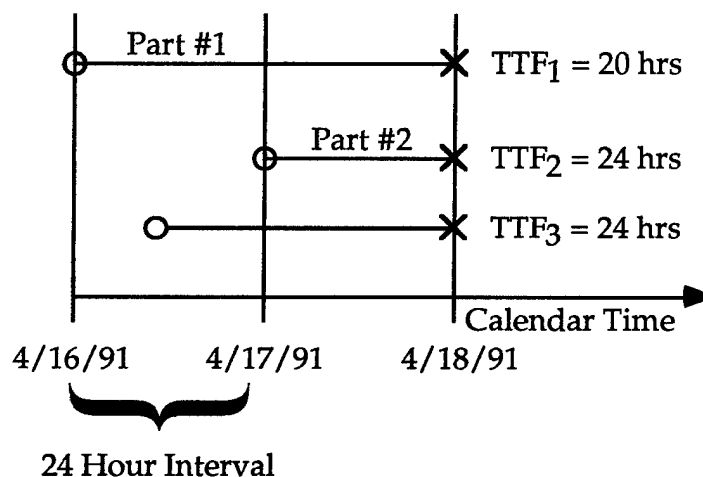 Part #1
TTF1 = 20 hrs
Part #2
TTF2 = 24 hrs
TTF3 = 24 hrs
Calendar Time
4/16/91 4/17/91 4/18/91
24 Hour Interval